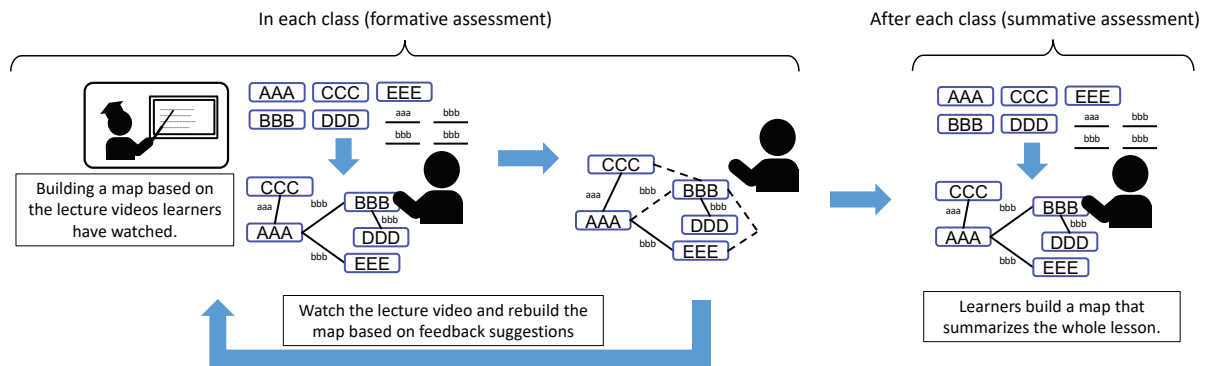 In each class (formative assessment)
After each class (summative assessment)
AAA CCC EEE
BBB DDD
aaa bbb
bbb bbb
Building a map based on
the lecture videos learners
have watched.
CCC
aaa
AAA
bbb
BBB
bbb
DDD
bbb
EEE
CCC
aaa
AAA
bbb
BBB
bbb
DDD
bbb
EEE
Watch the lecture video and rebuild the
map based on feedback suggestions
AAA CCC EEE
BBB DDD
aaa bbb
bbb bbb
CCC
aaa
AAA
bbb
BBB
bbb
DDD
bbb
EEE
Learners build a map that
summarizes the whole lesson.